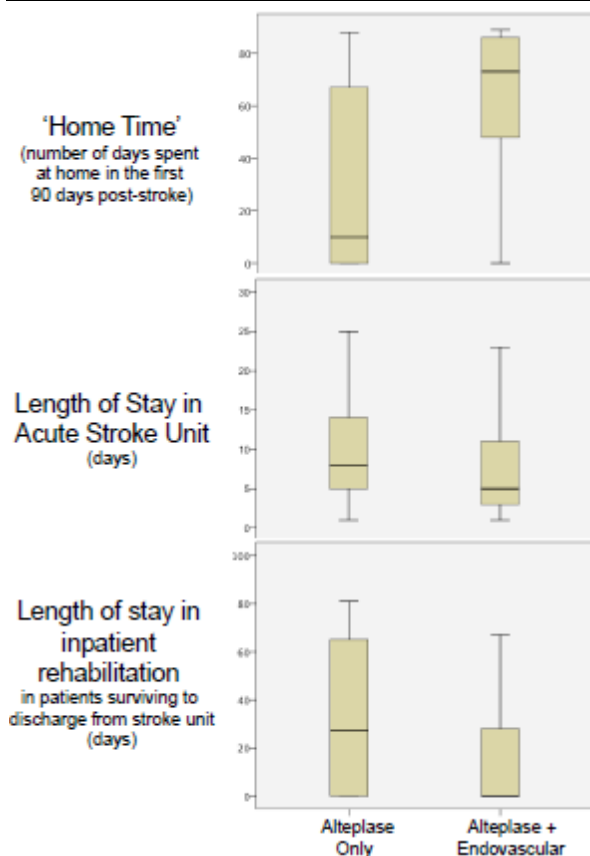 80
60
40
20
0
'Home Time'
(number of days spent
at home in the first
90 days post-stroke)
30
25
20
15
10
5
0
Length of Stay in
Acute Stroke Unit
(days)
100
80
60
40
20
0
Length of stay in
inpatient
rehabilitation
in patients surviving to
discharge from stroke unit
(days)
Alteplase
Only
Alteplase +
Endovascular